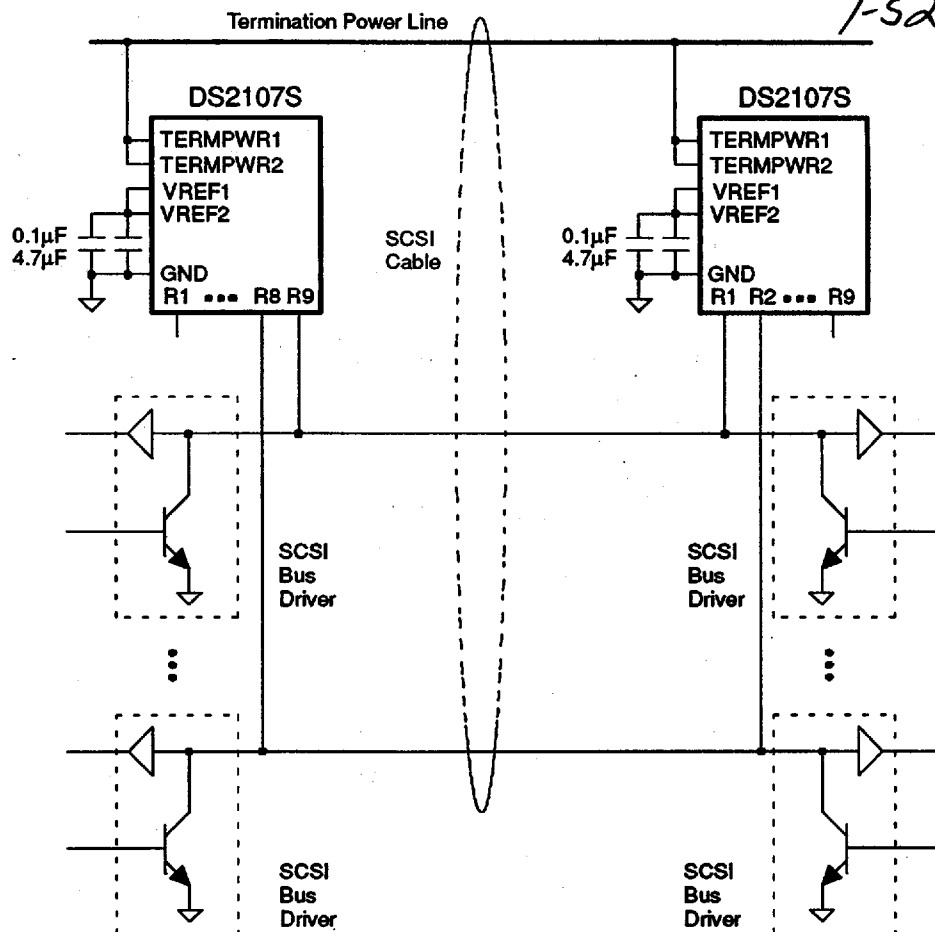 Termination Power Line
DS2107S
TERMPWR1
TERMPWR2
VREF1
VREF2
0.1µF
4.7µF
GND
R1 ••• R8 R9
SCSI
Cable
DS2107S
TERMPWR1
TERMPWR2
VREF1
VREF2
0.1µF
4.7µF
GND
R1 R2 ••• R9
SCSI
Bus
Driver
SCSI
Bus
Driver
SCSI
Bus
Driver
SCSI
Bus
Driver